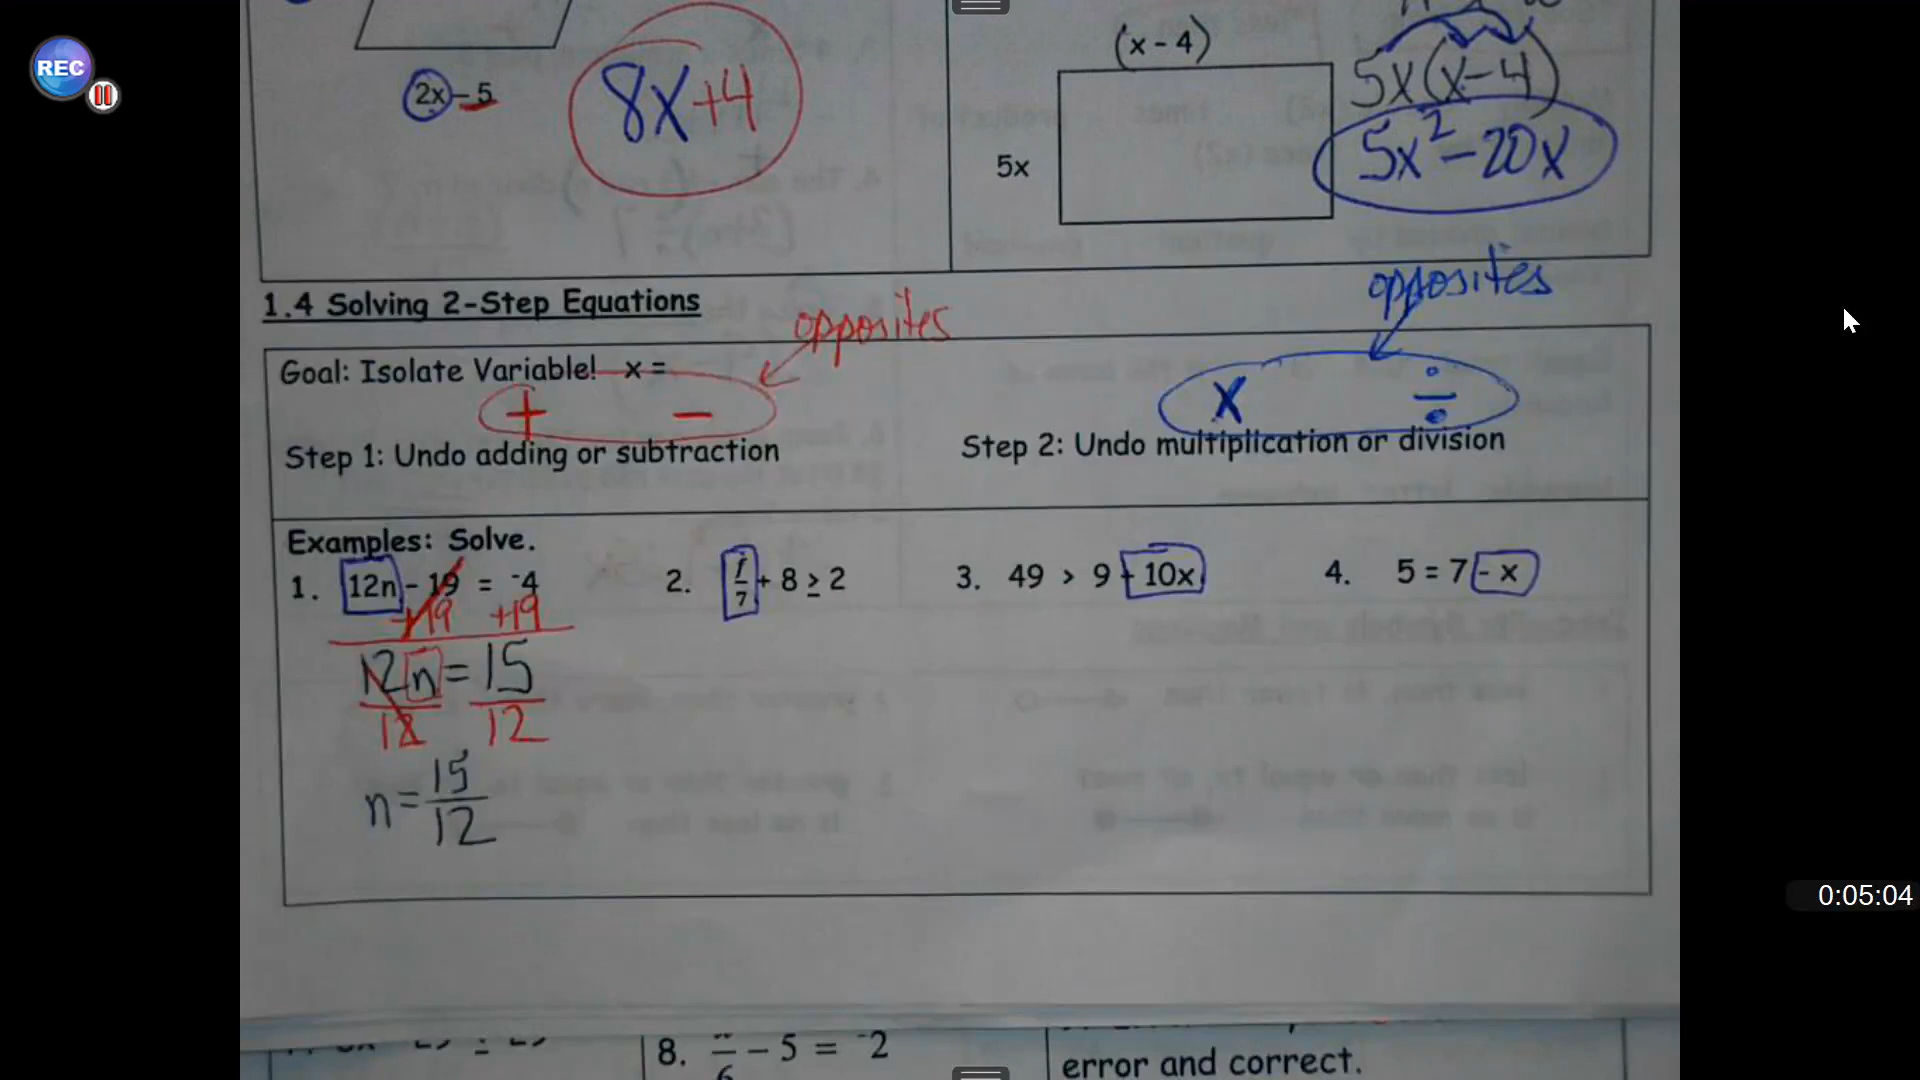 REC
(x - 4)
5x(x-4)
2x - 5
8x+4
5x
5x² - 20x
opposites
1.4 Solving 2-Step Equations
opposites
Goal: Isolate Variable! x =
+ -
x ÷
Step 1: Undo adding or subtraction
Step 2: Undo multiplication or division
Examples: Solve.
1. 12n - 19 = ⁻4
2. f/7 + 8 ≥ 2
3. 49 > 9 + 10x
4. 5 = 7 - x
+19 +19
12n = 15
12 12
n = 15/12
0:05:04
8. /6 - 5 = ⁻2
error and correct.